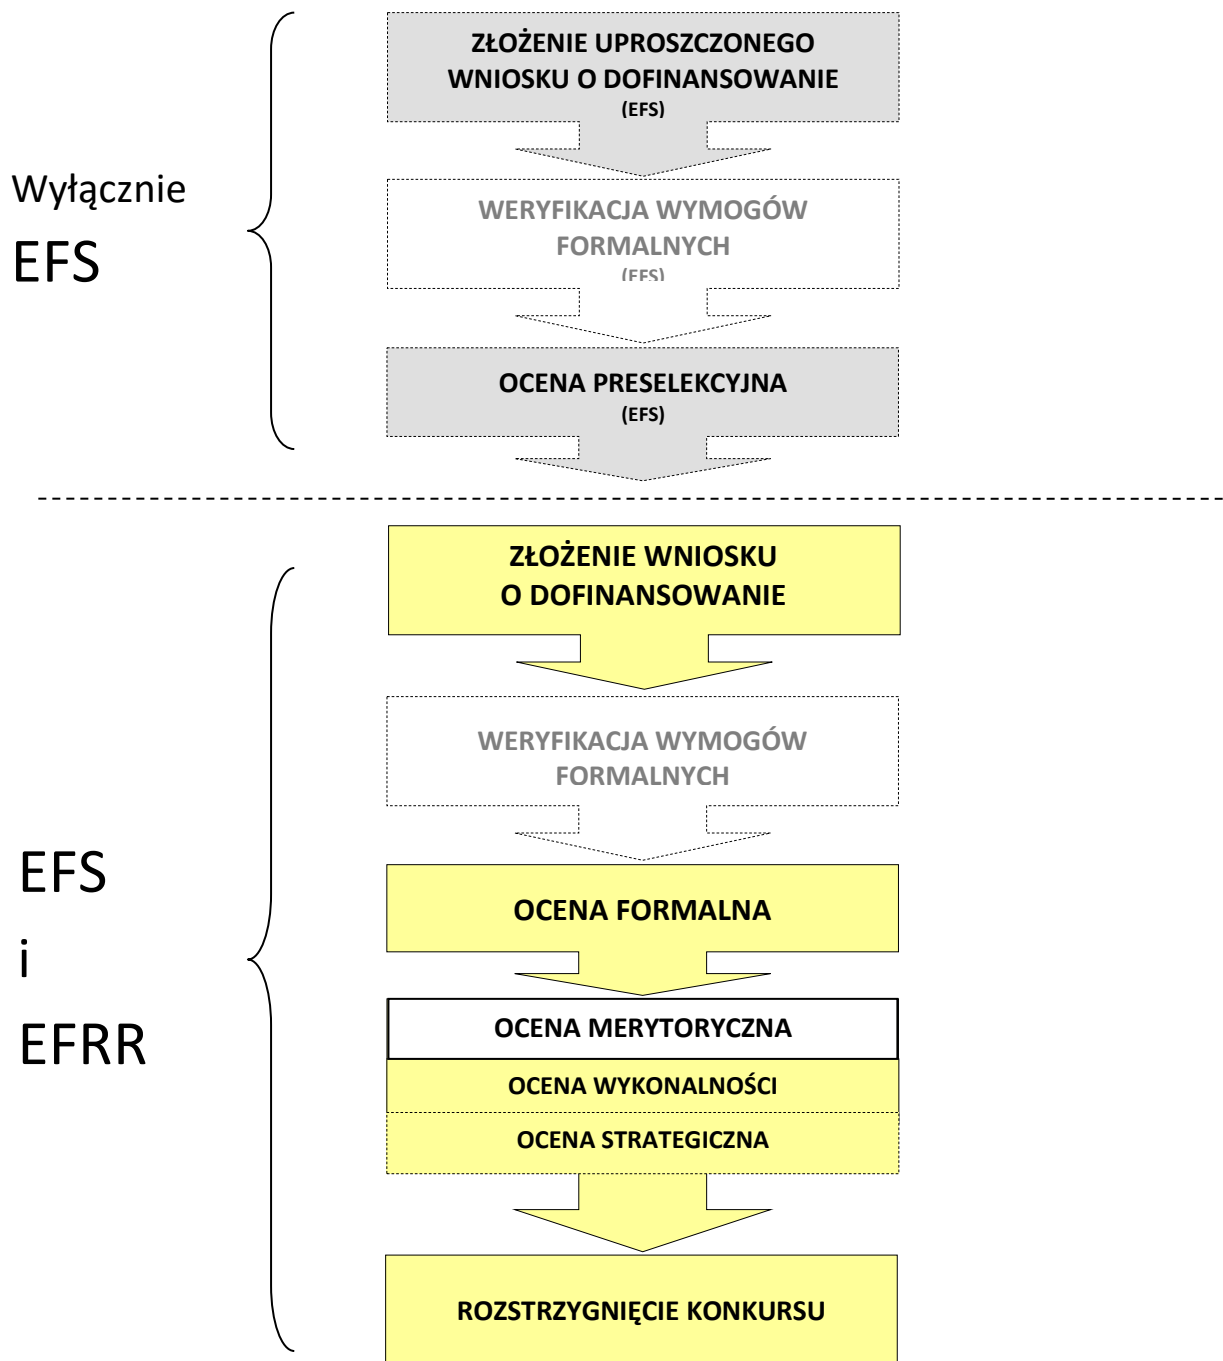 ZŁOŻENIE UPROSZCZONEGO
WNIOSKU O DOFINANSOWANIE
(EFS)
Wyłącznie
EFS
WERYFIKACJA WYMOGÓW
FORMALNYCH
(EFS)
OCENA PRESELEKCYJNA
(EFS)
ZŁOŻENIE WNIOSKU
O DOFINANSOWANIE
WERYFIKACJA WYMOGÓW
FORMALNYCH
EFS
i
EFRR
OCENA FORMALNA
OCENA MERYTORYCZNA
OCENA WYKONALNOŚCI
OCENA STRATEGICZNA
ROZSTRZYGNIĘCIE KONKURSU